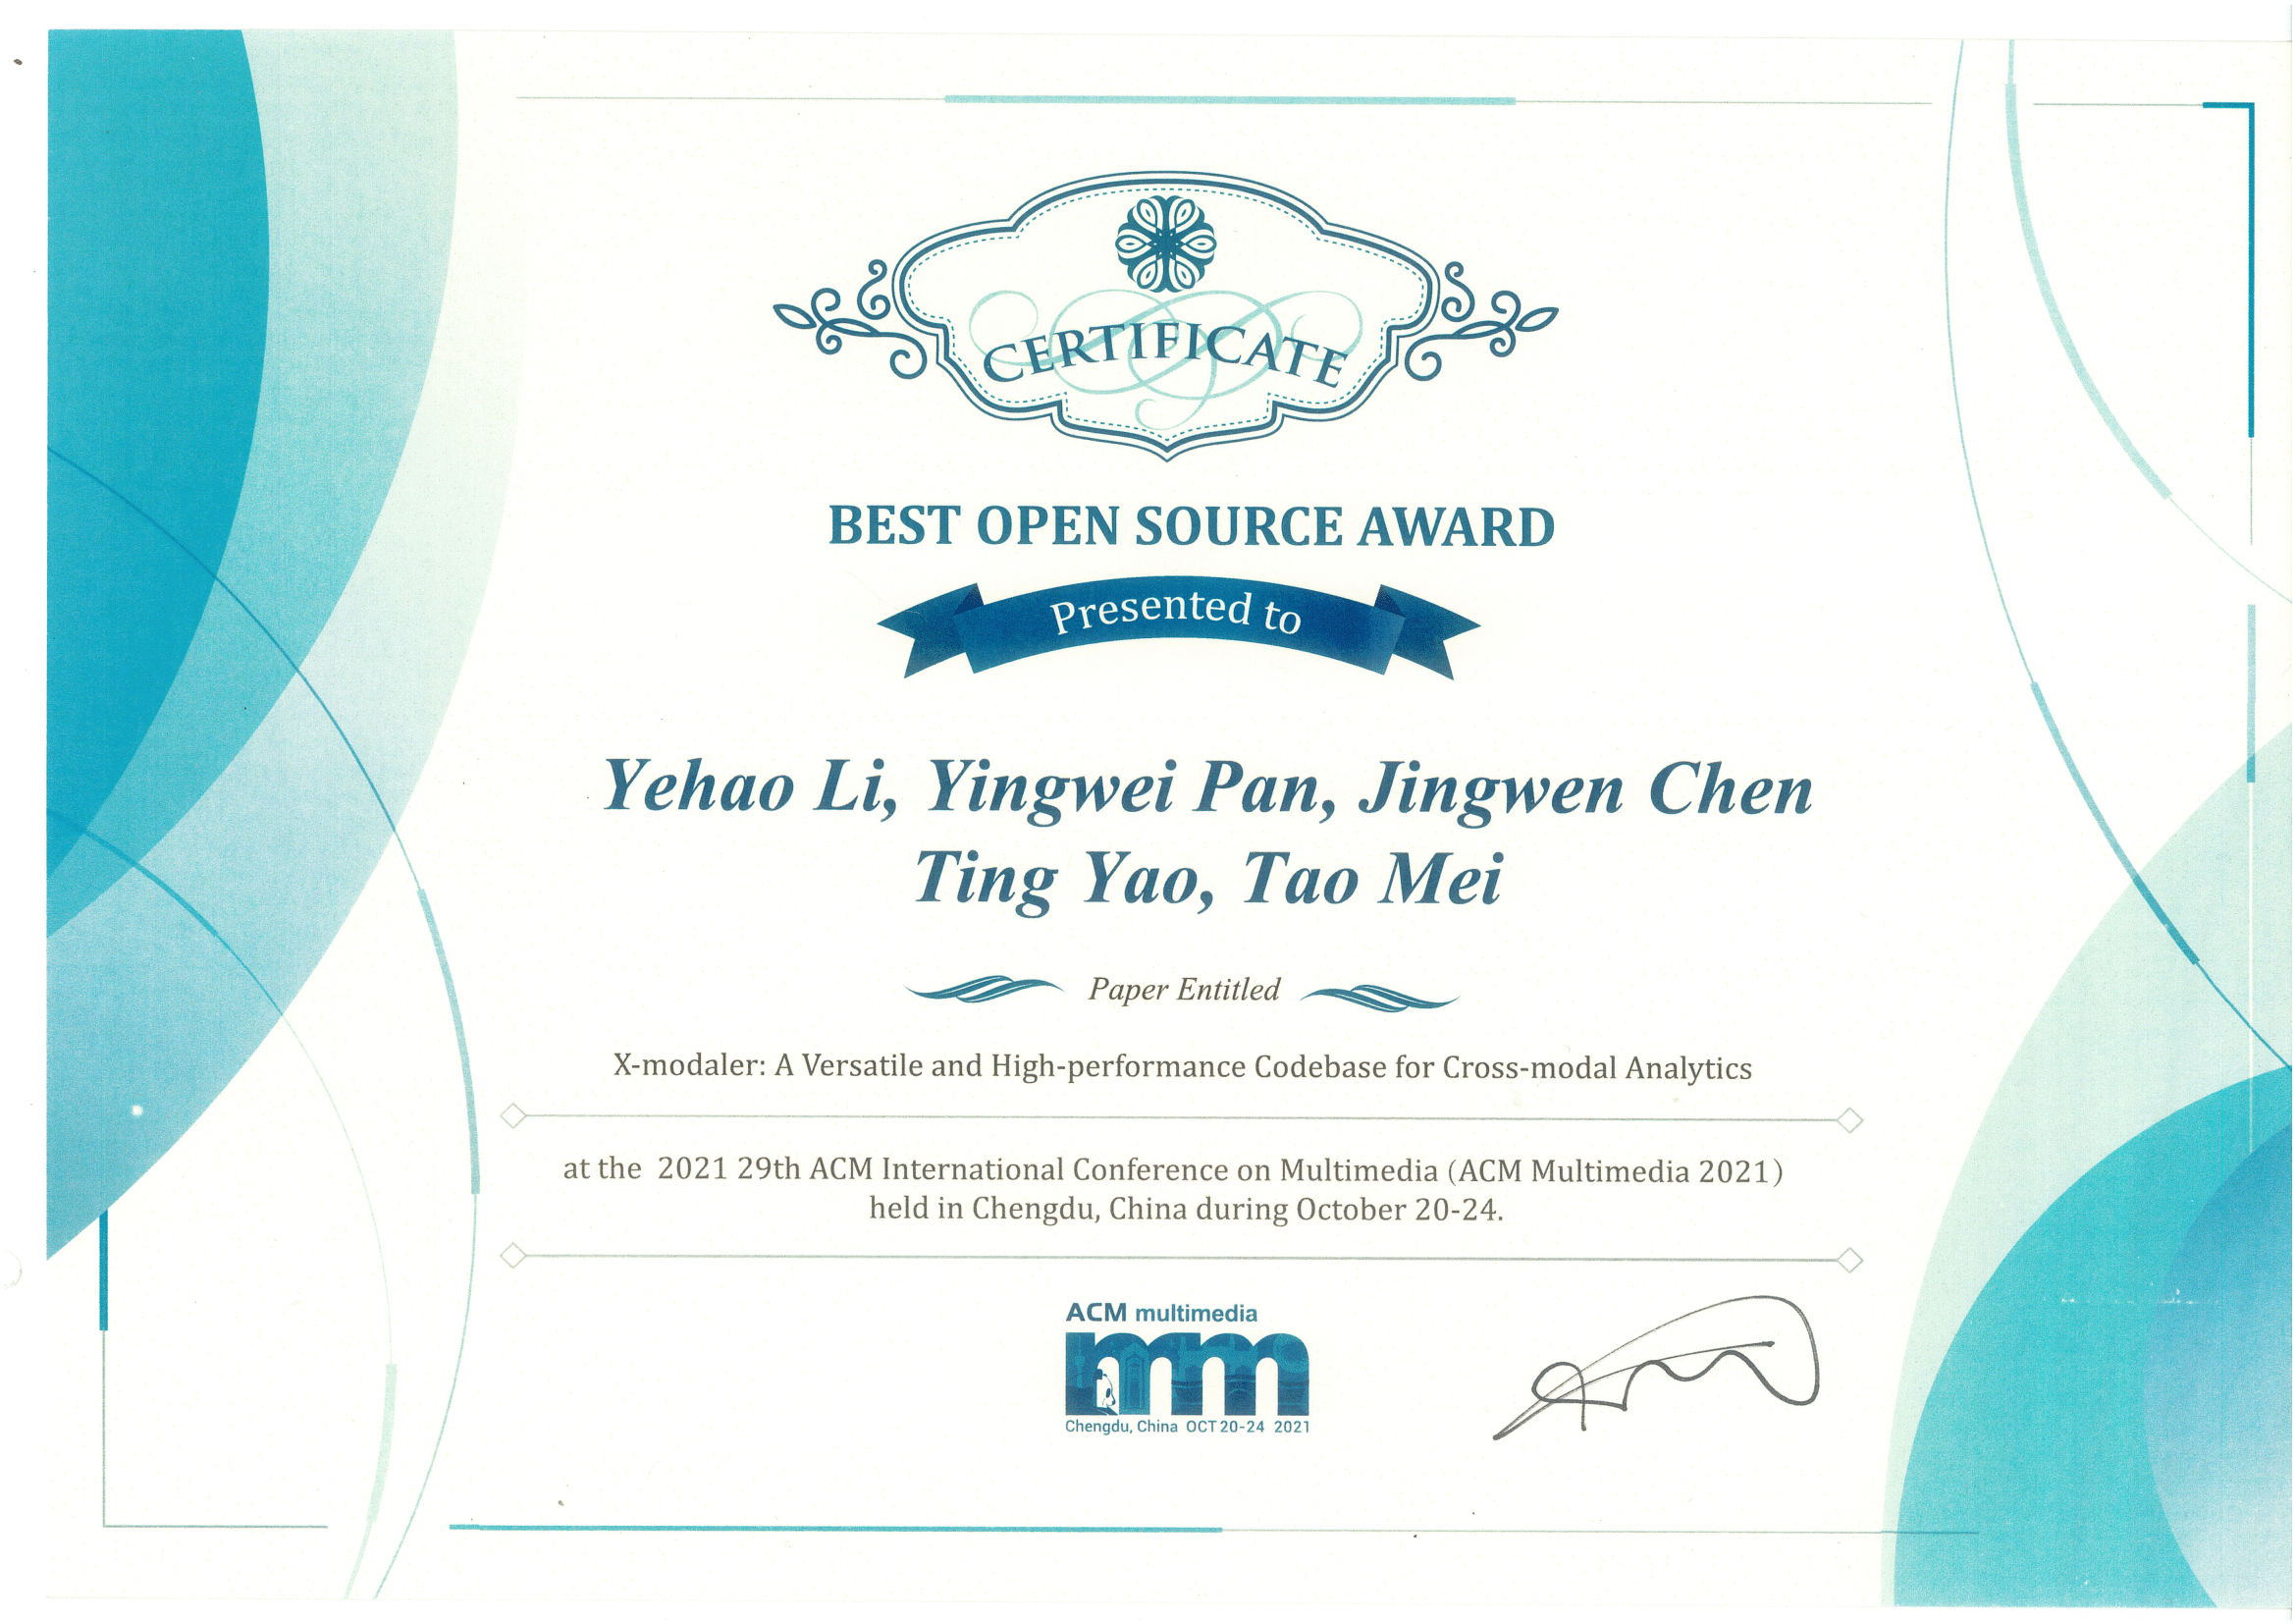 CERTIFICATE
BEST OPEN SOURCE AWARD
Presented to
Yehao Li, Yingwei Pan, Jingwen Chen
Ting Yao, Tao Mei
Paper Entitled
X-modaler: A Versatile and High-performance Codebase for Cross-modal Analytics
at the 2021 29th ACM International Conference on Multimedia (ACM Multimedia 2021)
held in Chengdu, China during October 20-24.
ACM multimedia
mm
Chengdu, China OCT 20-24 2021